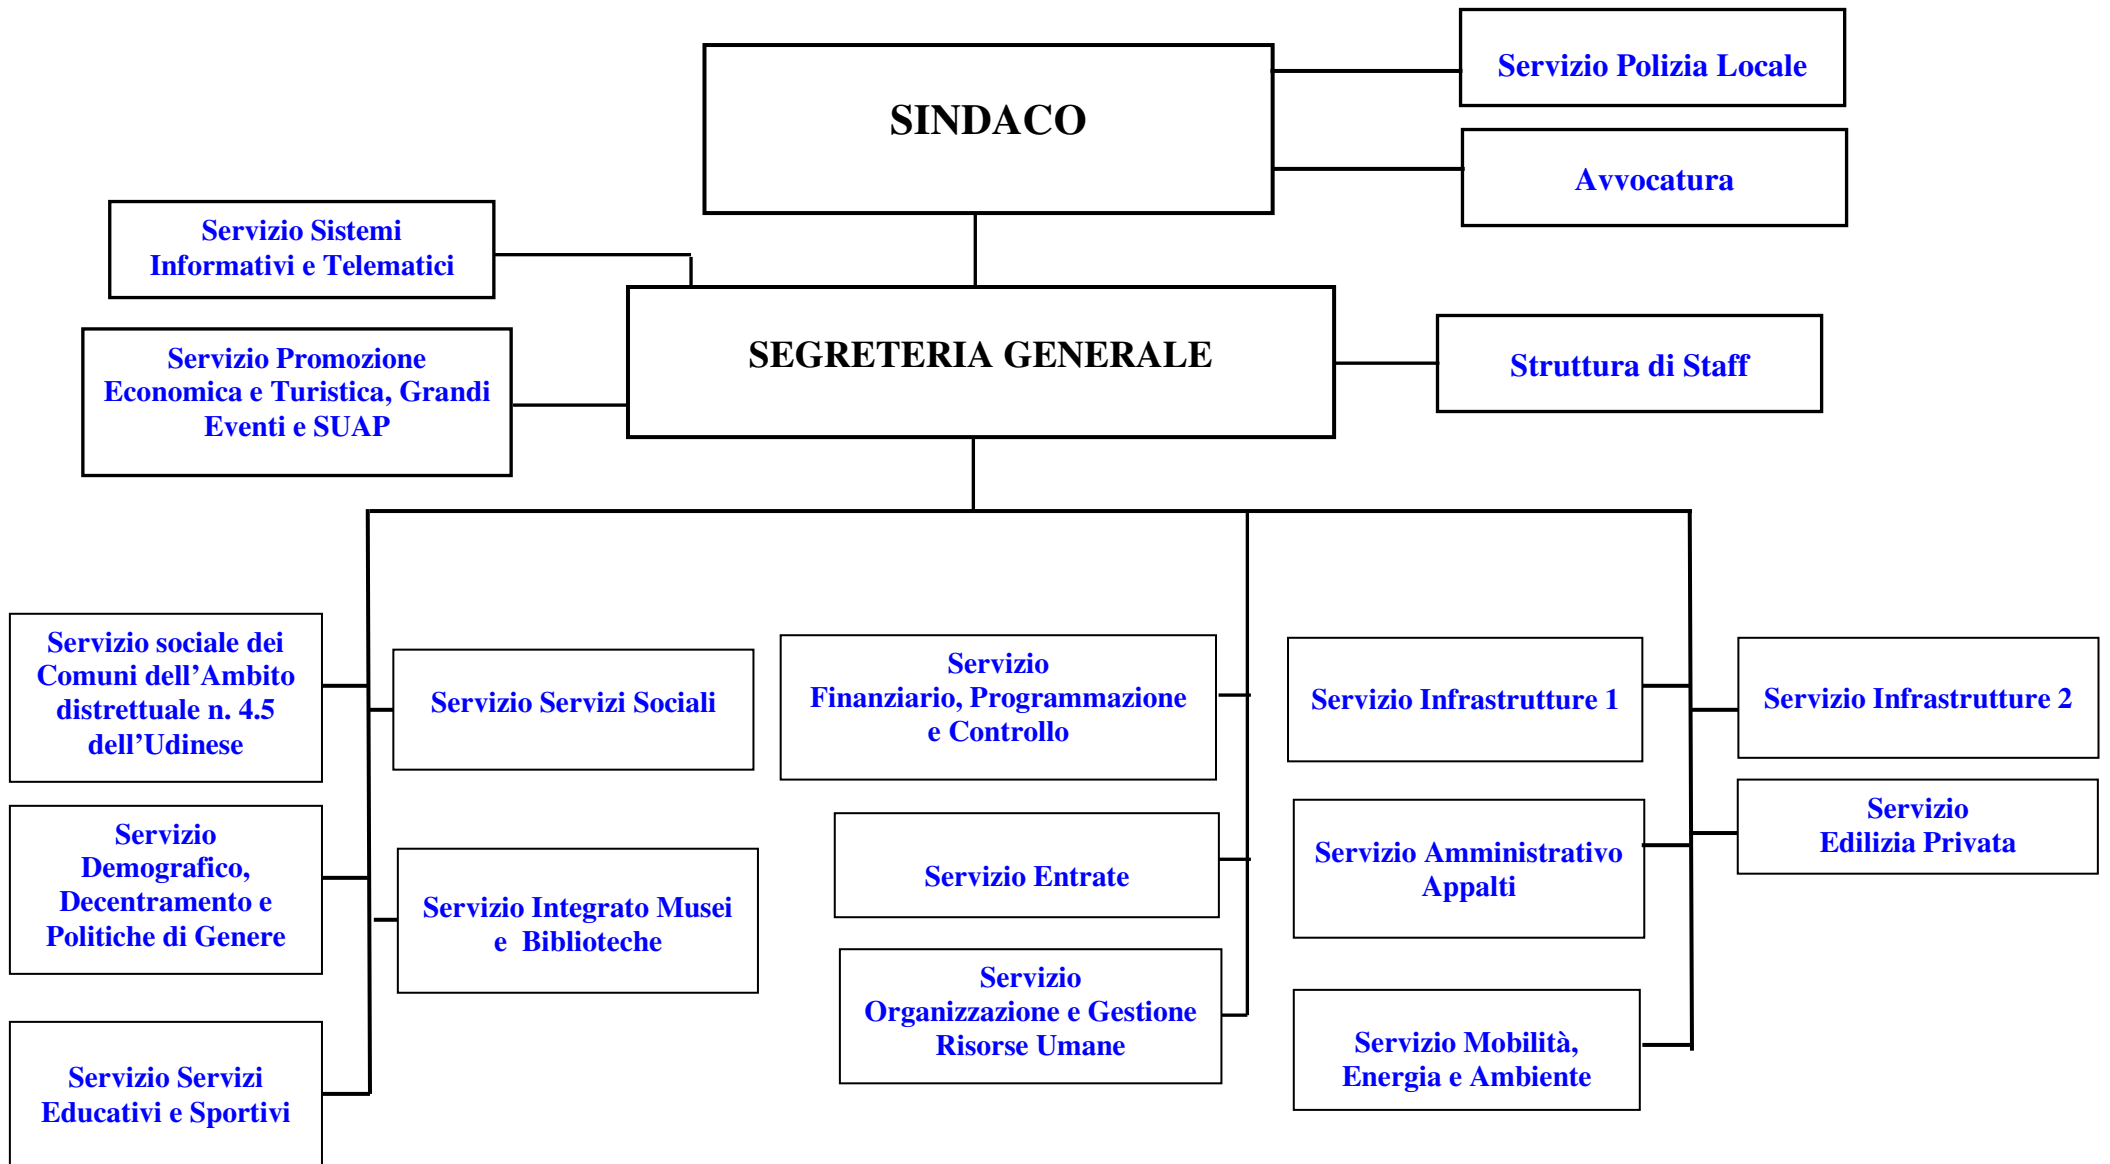 Servizio Polizia Locale
SINDACO
Avvocatura
Servizio Sistemi
Informativi e Telematici
SEGRETERIA GENERALE
Servizio Promozione
Economica e Turistica, Grandi
Eventi e SUAP
Struttura di Staff
Servizio sociale dei
Comuni dell’Ambito
distrettuale n. 4.5
dell’Udinese
Servizio Servizi Sociali
Servizio
Finanziario, Programmazione
e Controllo
Servizio Infrastrutture 1
Servizio Infrastrutture 2
Servizio
Demografico,
Decentramento e
Politiche di Genere
Servizio Integrato Musei
e Biblioteche
Servizio Entrate
Servizio Amministrativo
Appalti
Servizio
Edilizia Privata
Servizio Servizi
Educativi e Sportivi
Servizio
Organizzazione e Gestione
Risorse Umane
Servizio Mobilità,
Energia e Ambiente